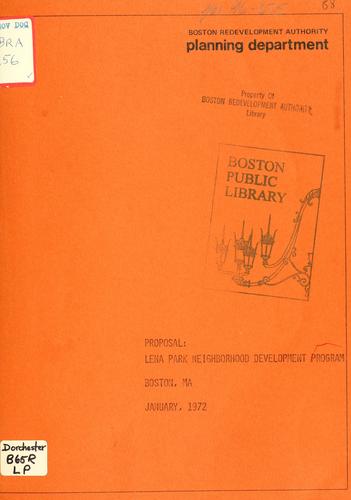 68
GOV DOC
BRA
56
BOSTON REDEVELOPMENT AUTHORITY
planning department
Property Of
BOSTON REDEVELOPMENT AUTHORITY
Library
BOSTON
PUBLIC
LIBRARY
PROPOSAL:
LENA PARK NEIGHBORHOOD DEVELOPMENT PROGRAM
BOSTON, MA
JANUARY, 1972
Dorchester
B65R
LP